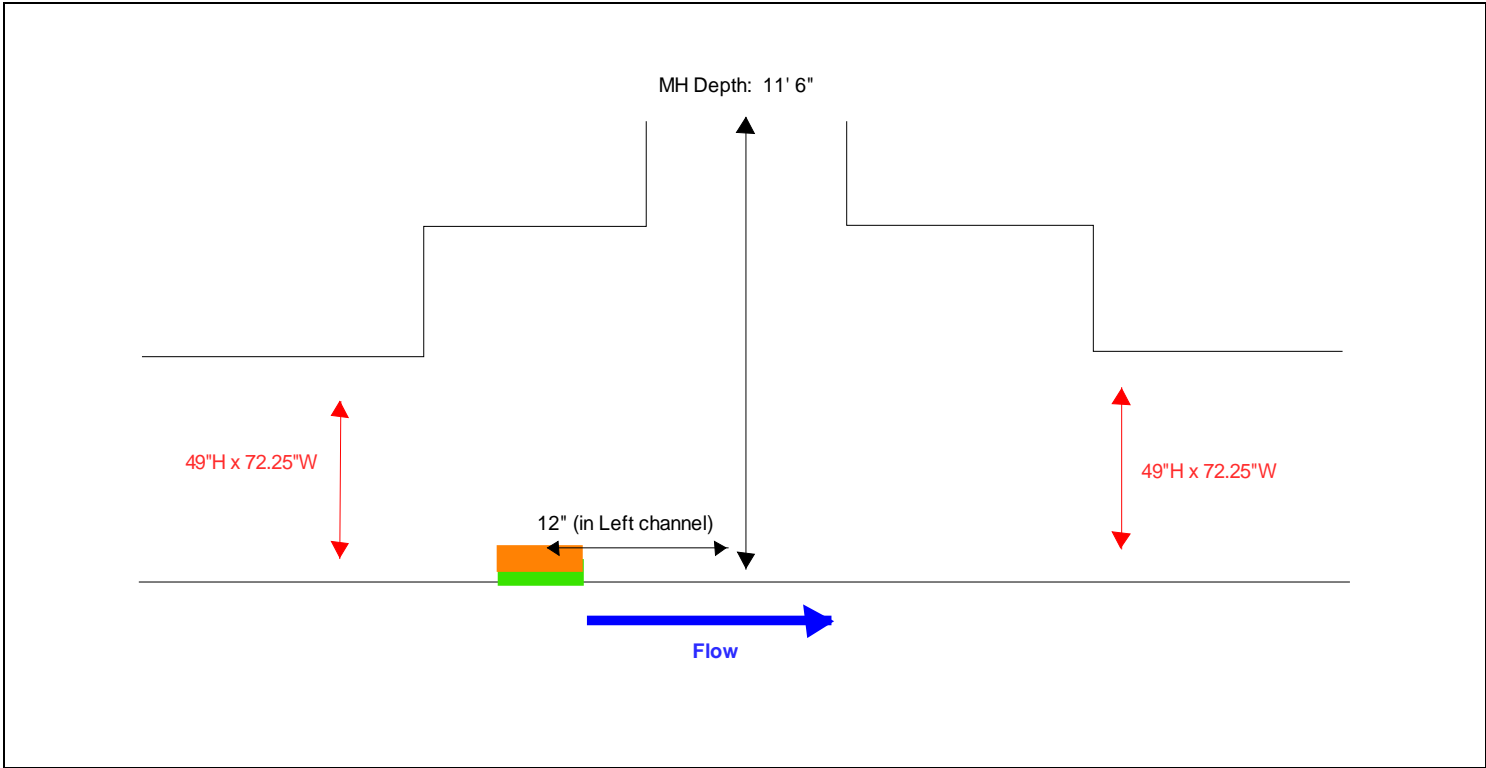 MH Depth:  11' 6"
49"H x 72.25"W
49"H x 72.25"W
12" (in Left channel)
Flow